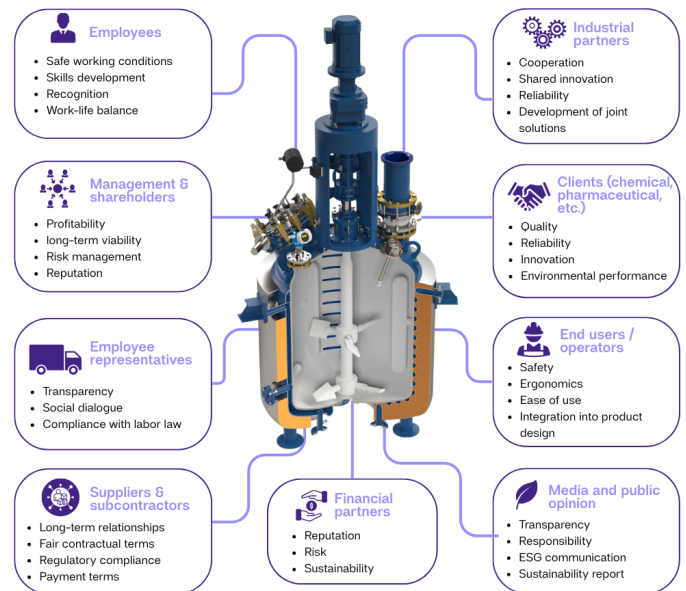 Employees
Safe working conditions
Skills development
Recognition
Work-life balance
Industrial
partners
Cooperation
Shared innovation
Reliability
Development of joint
solutions
Management &
shareholders
Profitability
long-term viability
Risk management
Reputation
Clients (chemical,
pharmaceutical,
etc.)
Quality
Reliability
Innovation
Environmental performance
Employee
representatives
Transparency
Social dialogue
Compliance with labor law
End users /
operators
Safety
Ergonomics
Ease of use
Integration into product
design
Suppliers &
subcontractors
Long-term relationships
Fair contractual terms
Regulatory compliance
Payment terms
Financial
partners
Reputation
Risk
Sustainability
Media and public
opinion
Transparency
Responsibility
ESG communication
Sustainability report